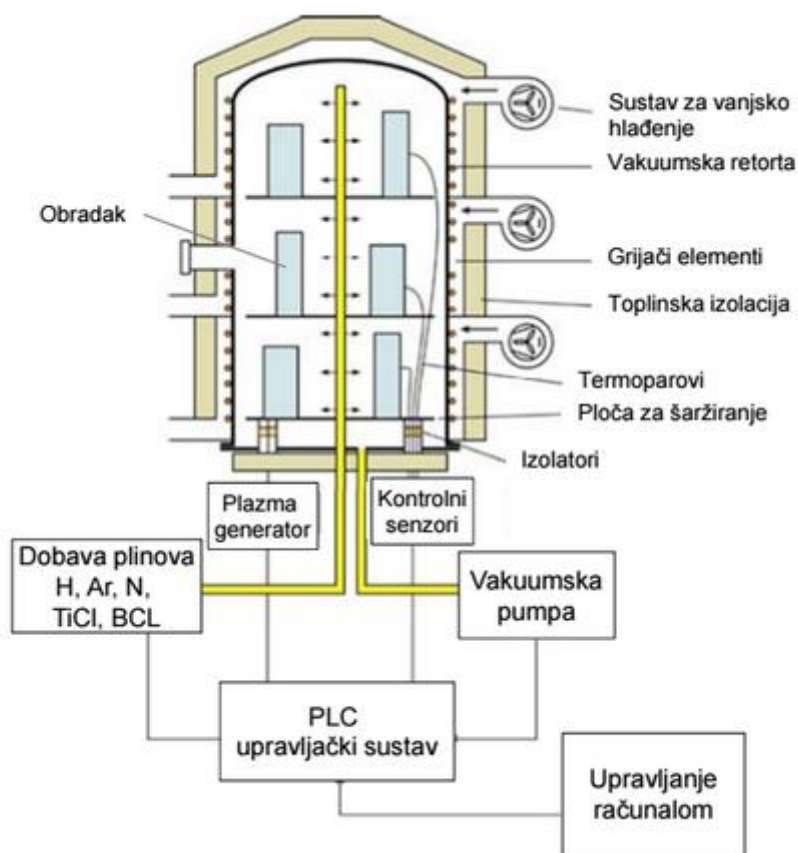 Sustav za vanjsko
hlađenje
Vakuumska retorta
Obradak
Grijači elementi
Toplinska izolacija
Termoparovi
Ploča za šaržiranje
Izolatori
Plazma
generator
Kontrolni
senzori
Dobava plinova
H, Ar, N,
TiCl, BCL
Vakuumska
pumpa
PLC
upravljački sustav
Upravljanje
računalom